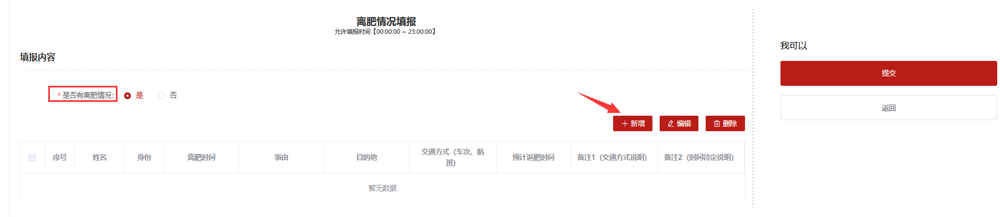 离肥情况填报
允许填报时间【00:00:00 ~ 23:00:00】
填报内容
* 是否有离肥情况: 是 否
新增 编辑 删除
序号 姓名 身份 离肥时间 事由 目的地 交通方式（车次、航班） 预计返肥时间 备注1（交通方式说明） 备注2（时间待定说明）
暂无数据
我可以
提交
返回